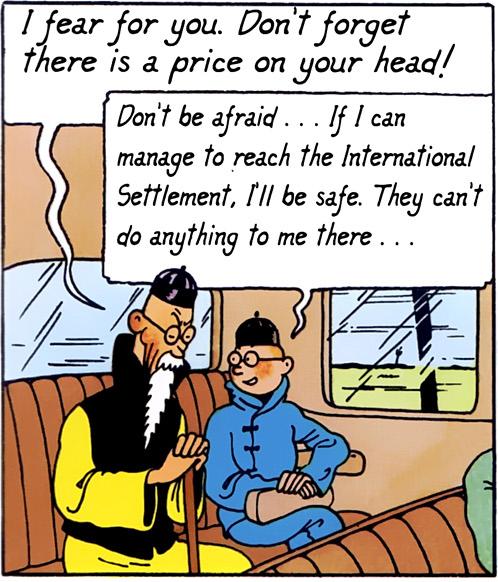 I fear for you. Don't forget
there is a price on your head!
Don't be afraid . . . If I can
manage to reach the International
Settlement, I'll be safe. They can't
do anything to me there . . .